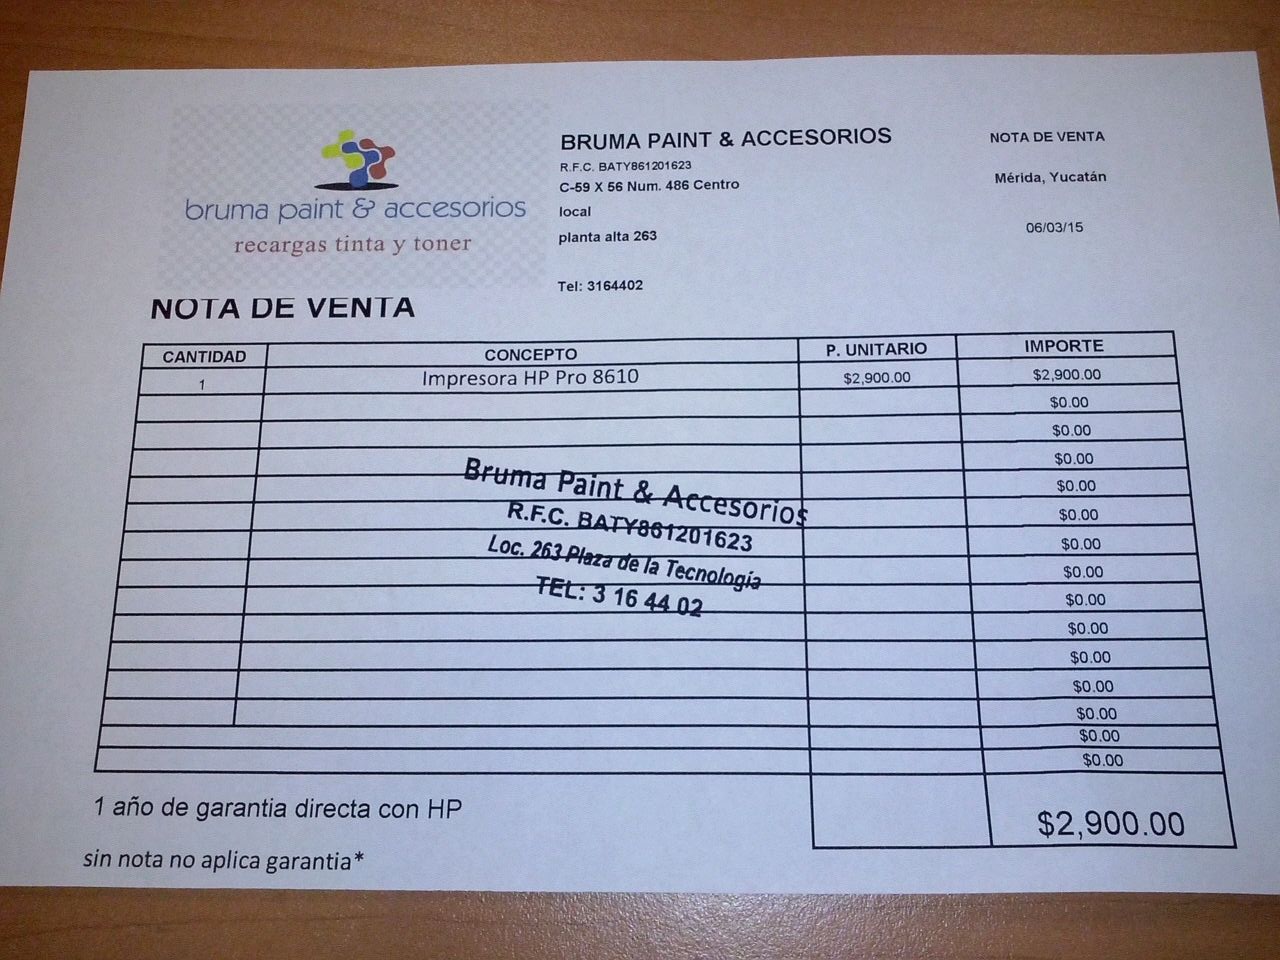 bruma paint & accesorios
recargas tinta y toner
BRUMA PAINT & ACCESORIOS
R.F.C. BATY861201623
C-59 X 56 Num. 486 Centro
local
planta alta 263
Tel: 3164402
NOTA DE VENTA
Mérida, Yucatán
06/03/15
NOTA DE VENTA
CANTIDAD CONCEPTO P. UNITARIO IMPORTE
1 Impresora HP Pro 8610 $2,900.00 $2,900.00
$0.00
$0.00
$0.00
$0.00
$0.00
$0.00
$0.00
$0.00
$0.00
$0.00
$0.00
$0.00
$0.00
$0.00
Bruma Paint & Accesorios
R.F.C. BATY861201623
Loc. 263 Plaza de la Tecnología
TEL: 3 16 44 02
$2,900.00
1 año de garantia directa con HP
sin nota no aplica garantia*